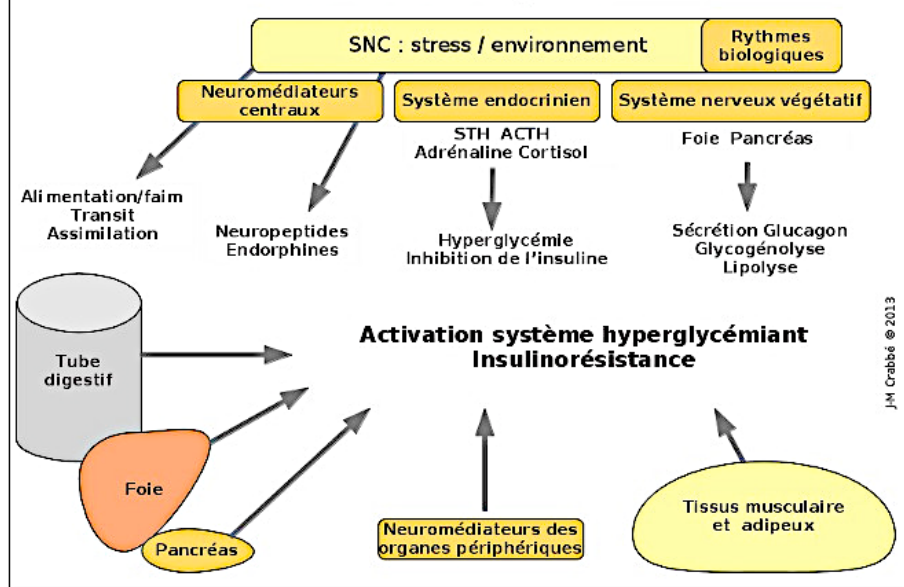 SNC : stress / environnement
Rythmes
biologiques
Neuromédiateurs
centraux
Système endocrinien
Système nerveux végétatif
STH ACTH
Adrénaline Cortisol
Foie Pancréas
Alimentation/faim
Transit
Assimilation
Neuropeptides
Endorphines
Hyperglycémie
Inhibition de l'insuline
Sécrétion Glucagon
Glycogénolyse
Lipolyse
Activation système hyperglycémiant
Insulinorésistance
Tube
digestif
Foie
Pancréas
Neuromédiateurs des
organes périphériques
Tissus musculaire
et adipeux
J-M Crabbé © 2013